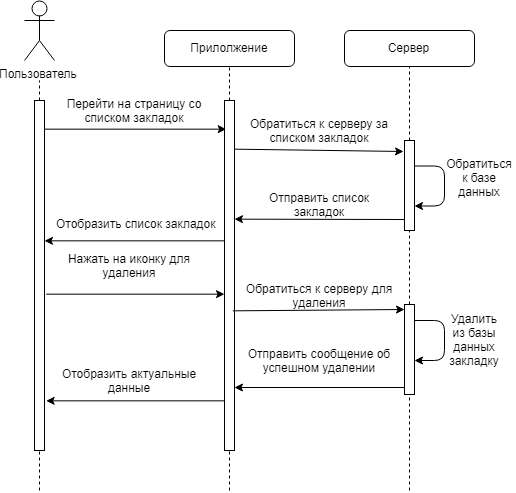 Прилолжение
Сервер
Пользователь
Перейти на страницу со
списком закладок
Обратиться к серверу за
списком закладок
Обратиться
к базе
данных
Отправить список
закладок
Отобразить список закладок
Нажать на иконку для
удаления
Обратиться к серверу для
удаления
Удалить
из базы
данных
закладку
Отправить сообщение об
успешном удалении
Отобразить актуальные
данные